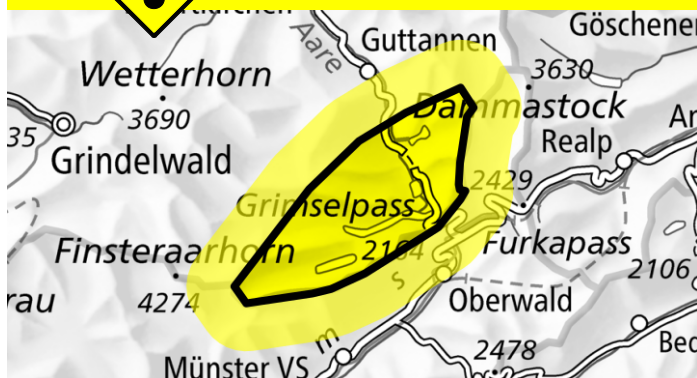 Guttannen
Göschenen
Aare
Wetterhorn
3690
3630
Dammastock
35
Grindelwald
Realp
Grimselpass
2429
2164
Finsteraarhorn
4274
Furkapass
2106
rau
Oberwald
s
m
Münster VS
2478